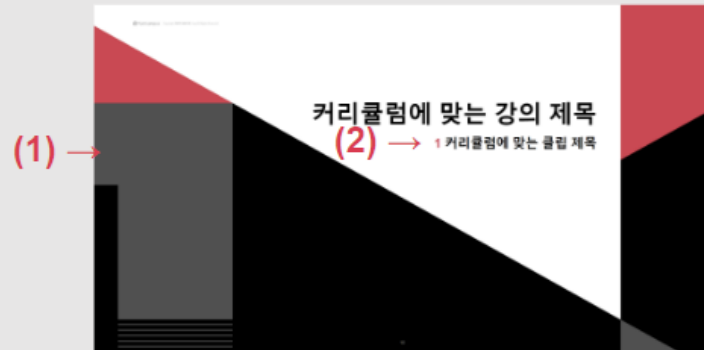 커리큘럼에 맞는 강의 제목
(1) →
(2) → 1 커리큘럼에 맞는 클립 제목